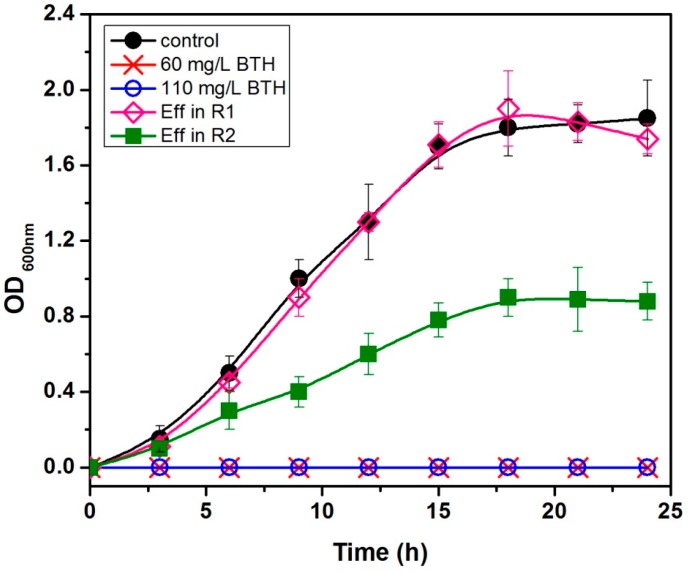 2.4
2.0
1.6
1.2
0.8
0.4
0.0
OD600nm
control
60 mg/L BTH
110 mg/L BTH
Eff in R1
Eff in R2
0 5 10 15 20 25
Time (h)